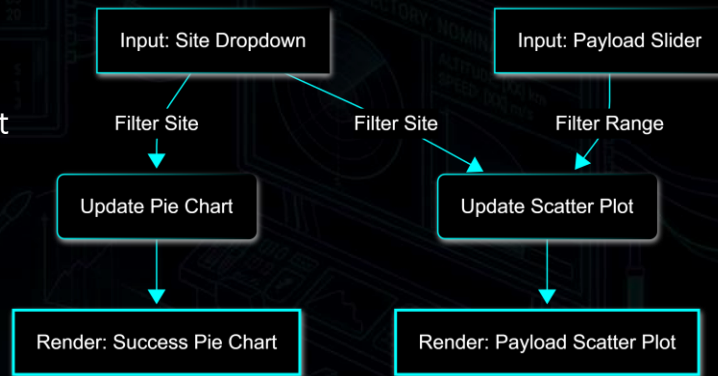 Input: Site Dropdown
Input: Payload Slider
t
Filter Site
Filter Site
Filter Range
Update Pie Chart
Update Scatter Plot
Render: Success Pie Chart
Render: Payload Scatter Plot